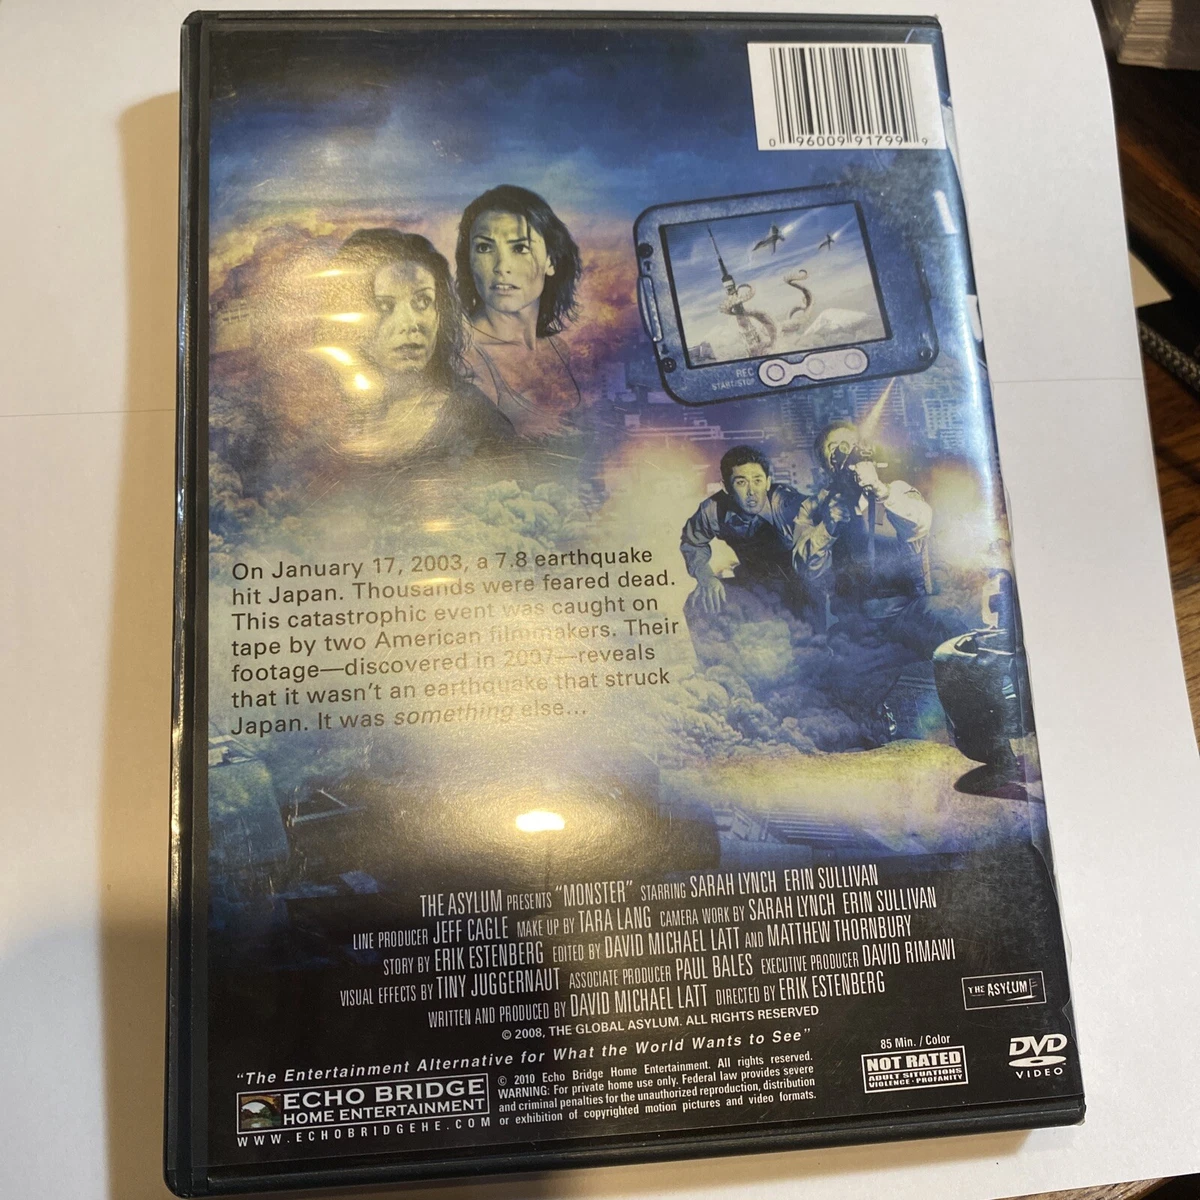 0 96009 91799 9
REC
START/STOP
On January 17, 2003, a 7.8 earthquake
hit Japan. Thousands were feared dead.
This catastrophic event was caught on
tape by two American filmmakers. Their
footage—discovered in 2007—reveals
that it wasn't an earthquake that struck
Japan. It was something else...
THE ASYLUM PRESENTS "MONSTER" STARRING SARAH LYNCH ERIN SULLIVAN
LINE PRODUCER JEFF CAGLE MAKE UP BY TARA LANG CAMERA WORK BY SARAH LYNCH ERIN SULLIVAN
STORY BY ERIK ESTENBERG EDITED BY DAVID MICHAEL LATT AND MATTHEW THORNBURY
VISUAL EFFECTS BY TINY JUGGERNAUT ASSOCIATE PRODUCER PAUL BALES EXECUTIVE PRODUCER DAVID RIMAWI
WRITTEN AND PRODUCED BY DAVID MICHAEL LATT DIRECTED BY ERIK ESTENBERG
© 2008, THE GLOBAL ASYLUM. ALL RIGHTS RESERVED
THE ASYLUM
"The Entertainment Alternative for What the World Wants to See"
ECHO BRIDGE
HOME ENTERTAINMENT
WWW.ECHOBRIDGEHE.COM
© 2010 Echo Bridge Home Entertainment. All rights reserved.
WARNING: For private home use only. Federal law provides severe
and criminal penalties for the unauthorized reproduction, distribution
or exhibition of copyrighted motion pictures and video formats.
85 Min. / Color
NOT RATED
ADULT SITUATIONS
VIOLENCE · PROFANITY
DVD
VIDEO